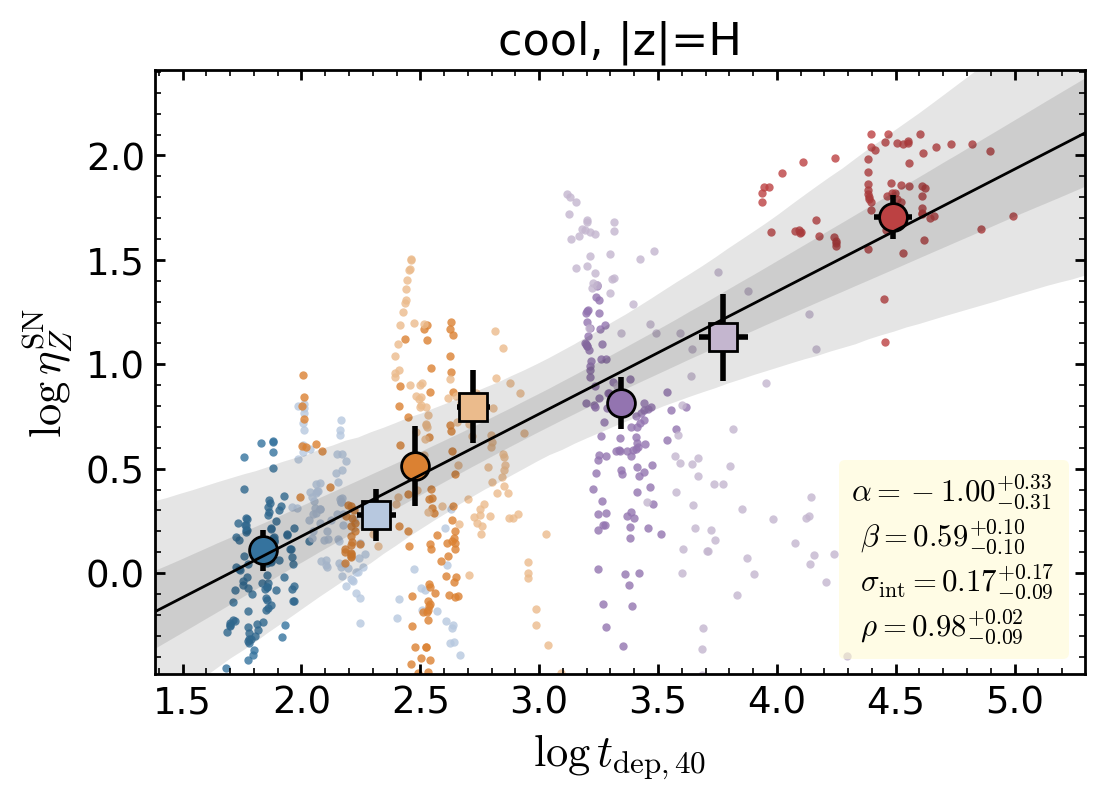 cool, |z|=H
log η_Z^SN
2.0
1.5
1.0
0.5
0.0
α = −1.00^{+0.33}_{−0.31}
β = 0.59^{+0.10}_{−0.10}
σ_int = 0.17^{+0.17}_{−0.09}
ρ = 0.98^{+0.02}_{−0.09}
1.5 2.0 2.5 3.0 3.5 4.0 4.5 5.0
log t_{dep, 40}